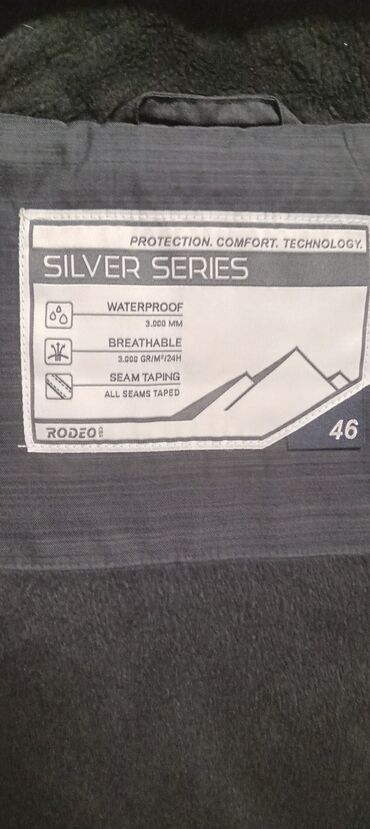 PROTECTION. COMFORT. TECHNOLOGY.
SILVER SERIES
WATERPROOF
3.000 MM
BREATHABLE
3.000 GR/M²/24H
SEAM TAPING
ALL SEAMS TAPED
RODEO
46